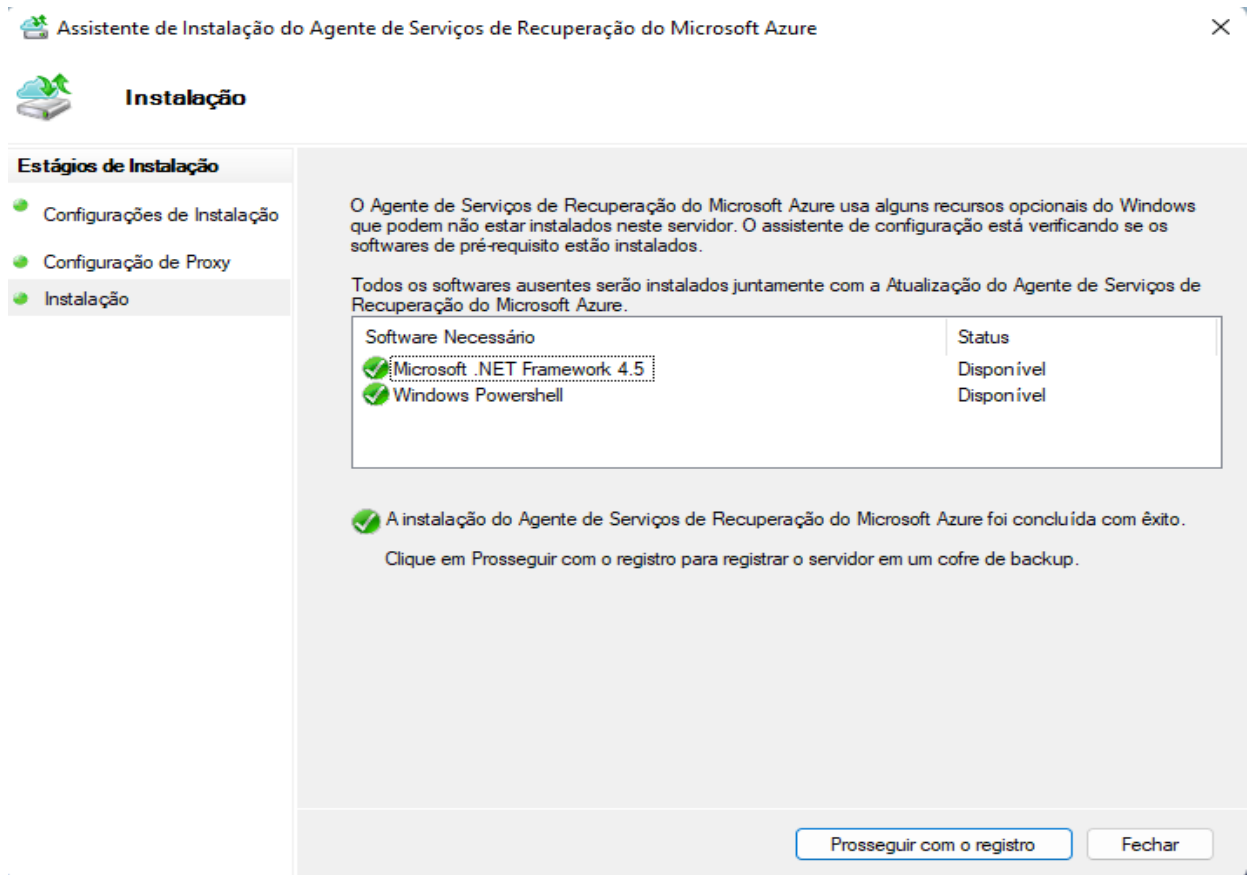 Assistente de Instalação do Agente de Serviços de Recuperação do Microsoft Azure
Instalação
Estágios de Instalação
Configurações de Instalação
Configuração de Proxy
Instalação
O Agente de Serviços de Recuperação do Microsoft Azure usa alguns recursos opcionais do Windows
que podem não estar instalados neste servidor. O assistente de configuração está verificando se os
softwares de pré-requisito estão instalados.
Todos os softwares ausentes serão instalados juntamente com a Atualização do Agente de Serviços de
Recuperação do Microsoft Azure.
Software Necessário Status
Microsoft .NET Framework 4.5 Disponível
Windows Powershell Disponível
A instalação do Agente de Serviços de Recuperação do Microsoft Azure foi concluída com êxito.
Clique em Prosseguir com o registro para registrar o servidor em um cofre de backup.
Prosseguir com o registro Fechar